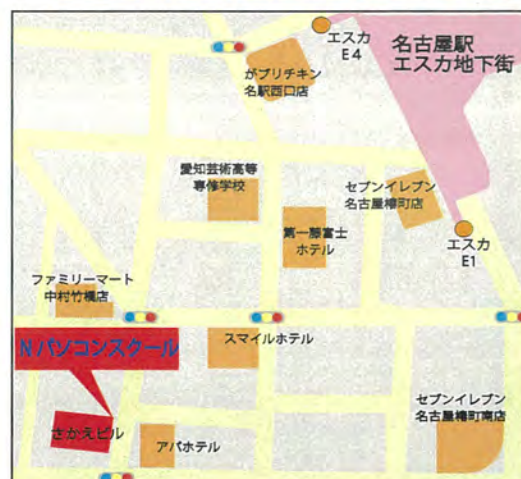 エスカ
E4
名古屋駅
エスカ地下街
がブリチキン
名駅西口店
愛知芸術高等
専修学校
セブンイレブン
名古屋椿町店
第一藤富士
ホテル
エスカ
E1
ファミリーマート
中村竹橋店
Nパソコンスクール
スマイルホテル
さかえビル
アパホテル
セブンイレブン
名古屋椿町南店